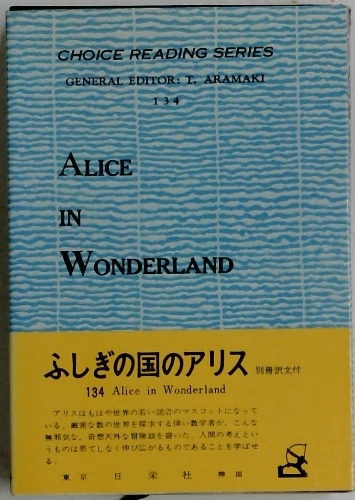 CHOICE READING SERIES
GENERAL EDITOR: T. ARAMAKI
134
ALICE
IN
WONDERLAND
ふしぎの国のアリス 別冊訳文付
134 Alice in Wonderland
アリスはもはや世界の若い読者のマスコットになって
いる。厳密な数の世界を探求する偉い数学者が、こんな
無邪気な、奇想天外な冒険談を書いた。人間の考えとい
うものは果てしなく伸び広がるものであることを学ばせ
る。
東京 日栄社 神田